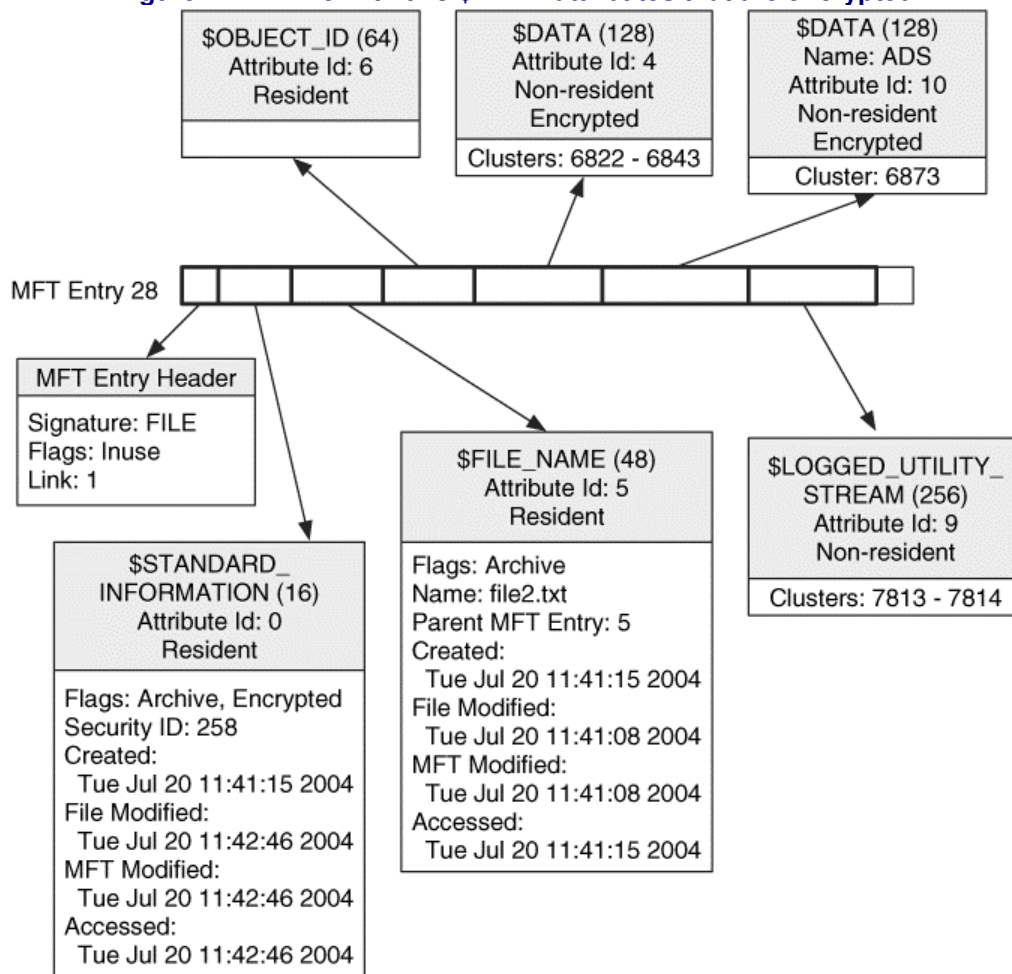 $OBJECT_ID (64)
Attribute Id: 6
Resident
$DATA (128)
Attribute Id: 4
Non-resident
Encrypted
Clusters: 6822 - 6843
$DATA (128)
Name: ADS
Attribute Id: 10
Non-resident
Encrypted
Cluster: 6873
MFT Entry 28
MFT Entry Header
Signature: FILE
Flags: Inuse
Link: 1
$STANDARD_
INFORMATION (16)
Attribute Id: 0
Resident
Flags: Archive, Encrypted
Security ID: 258
Created:
Tue Jul 20 11:41:15 2004
File Modified:
Tue Jul 20 11:42:46 2004
MFT Modified:
Tue Jul 20 11:42:46 2004
Accessed:
Tue Jul 20 11:42:46 2004
$FILE_NAME (48)
Attribute Id: 5
Resident
Flags: Archive
Name: file2.txt
Parent MFT Entry: 5
Created:
Tue Jul 20 11:41:15 2004
File Modified:
Tue Jul 20 11:41:08 2004
MFT Modified:
Tue Jul 20 11:41:08 2004
Accessed:
Tue Jul 20 11:41:15 2004
$LOGGED_UTILITY_
STREAM (256)
Attribute Id: 9
Non-resident
Clusters: 7813 - 7814